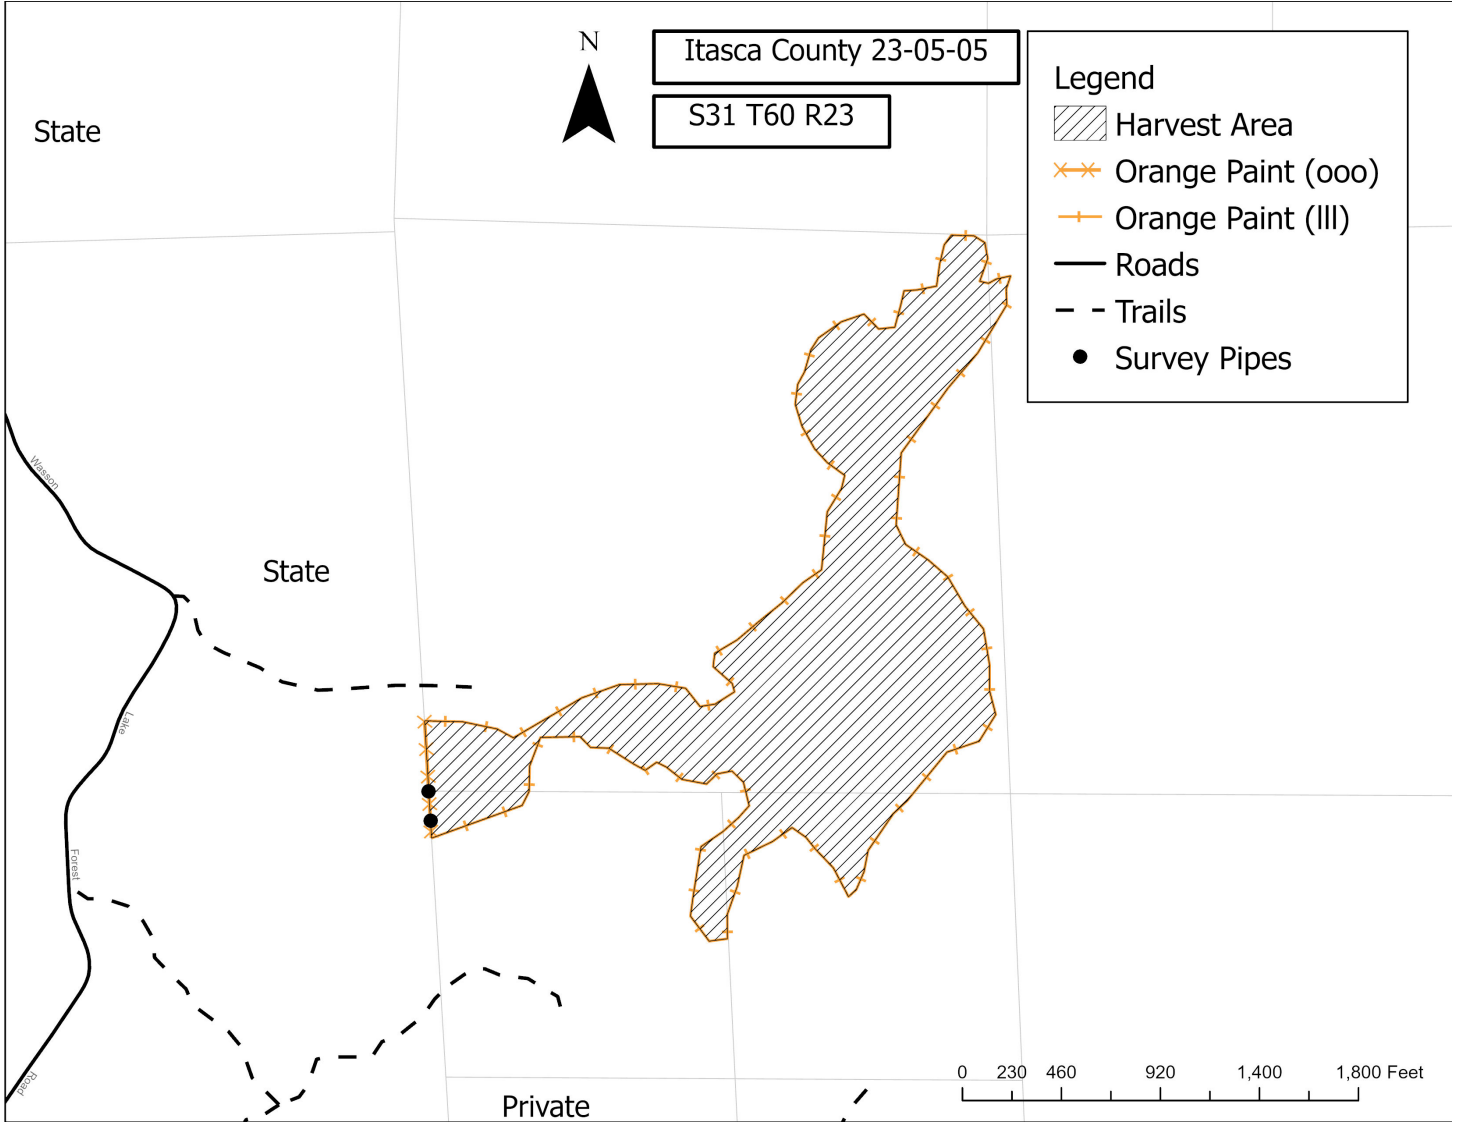 N
Itasca County 23-05-05
S31 T60 R23
Legend
Harvest Area
Orange Paint (ooo)
Orange Paint (lll)
Roads
Trails
Survey Pipes
State
State
Wasson
Lake
Forest
Road
Private
0 230 460 920 1,400 1,800 Feet